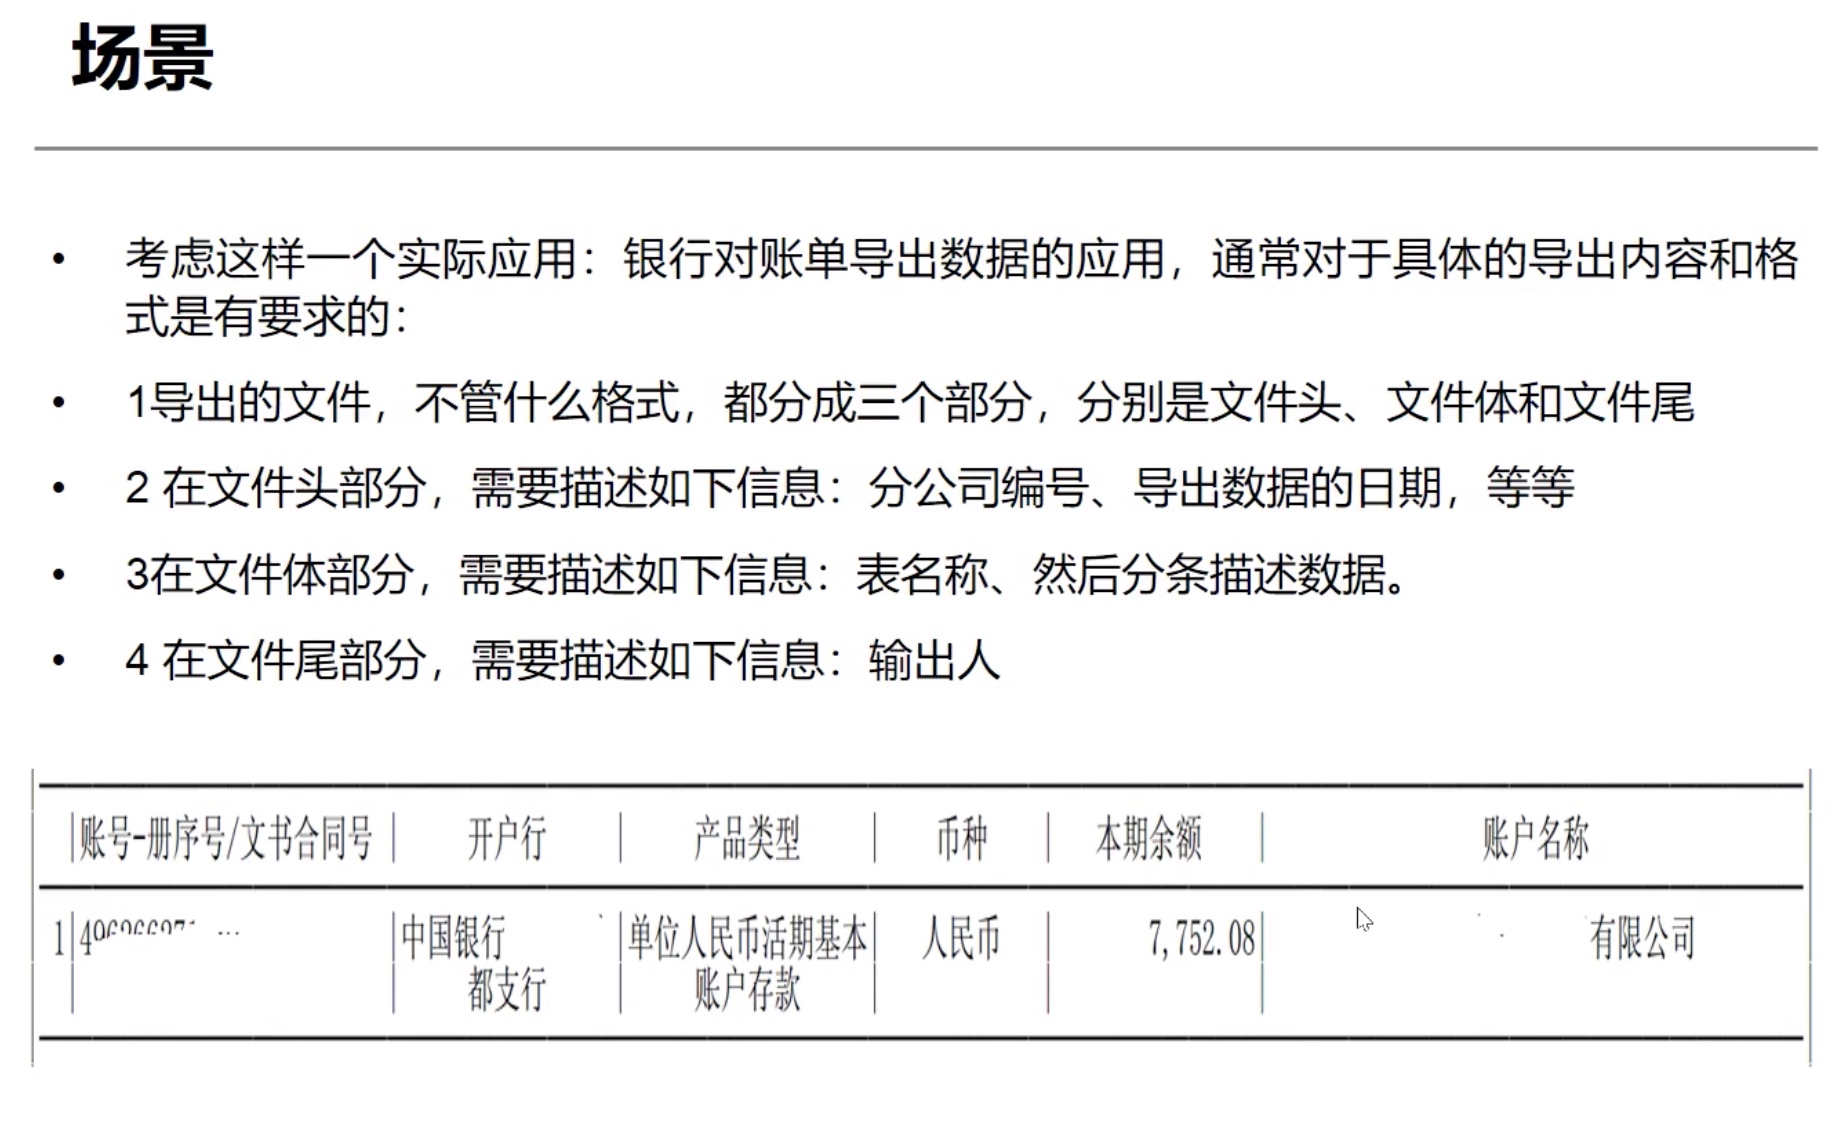 场景
• 考虑这样一个实际应用：银行对账单导出数据的应用，通常对于具体的导出内容和格
式是有要求的：
• 1导出的文件，不管什么格式，都分成三个部分，分别是文件头、文件体和文件尾
• 2 在文件头部分，需要描述如下信息：分公司编号、导出数据的日期，等等
• 3在文件体部分，需要描述如下信息：表名称、然后分条描述数据。
• 4 在文件尾部分，需要描述如下信息：输出人
账号-册序号/文书合同号 开户行 产品类型 币种 本期余额 账户名称
1 中国银行 单位人民币活期基本 人民币 7,752.08 有限公司
都支行 账户存款